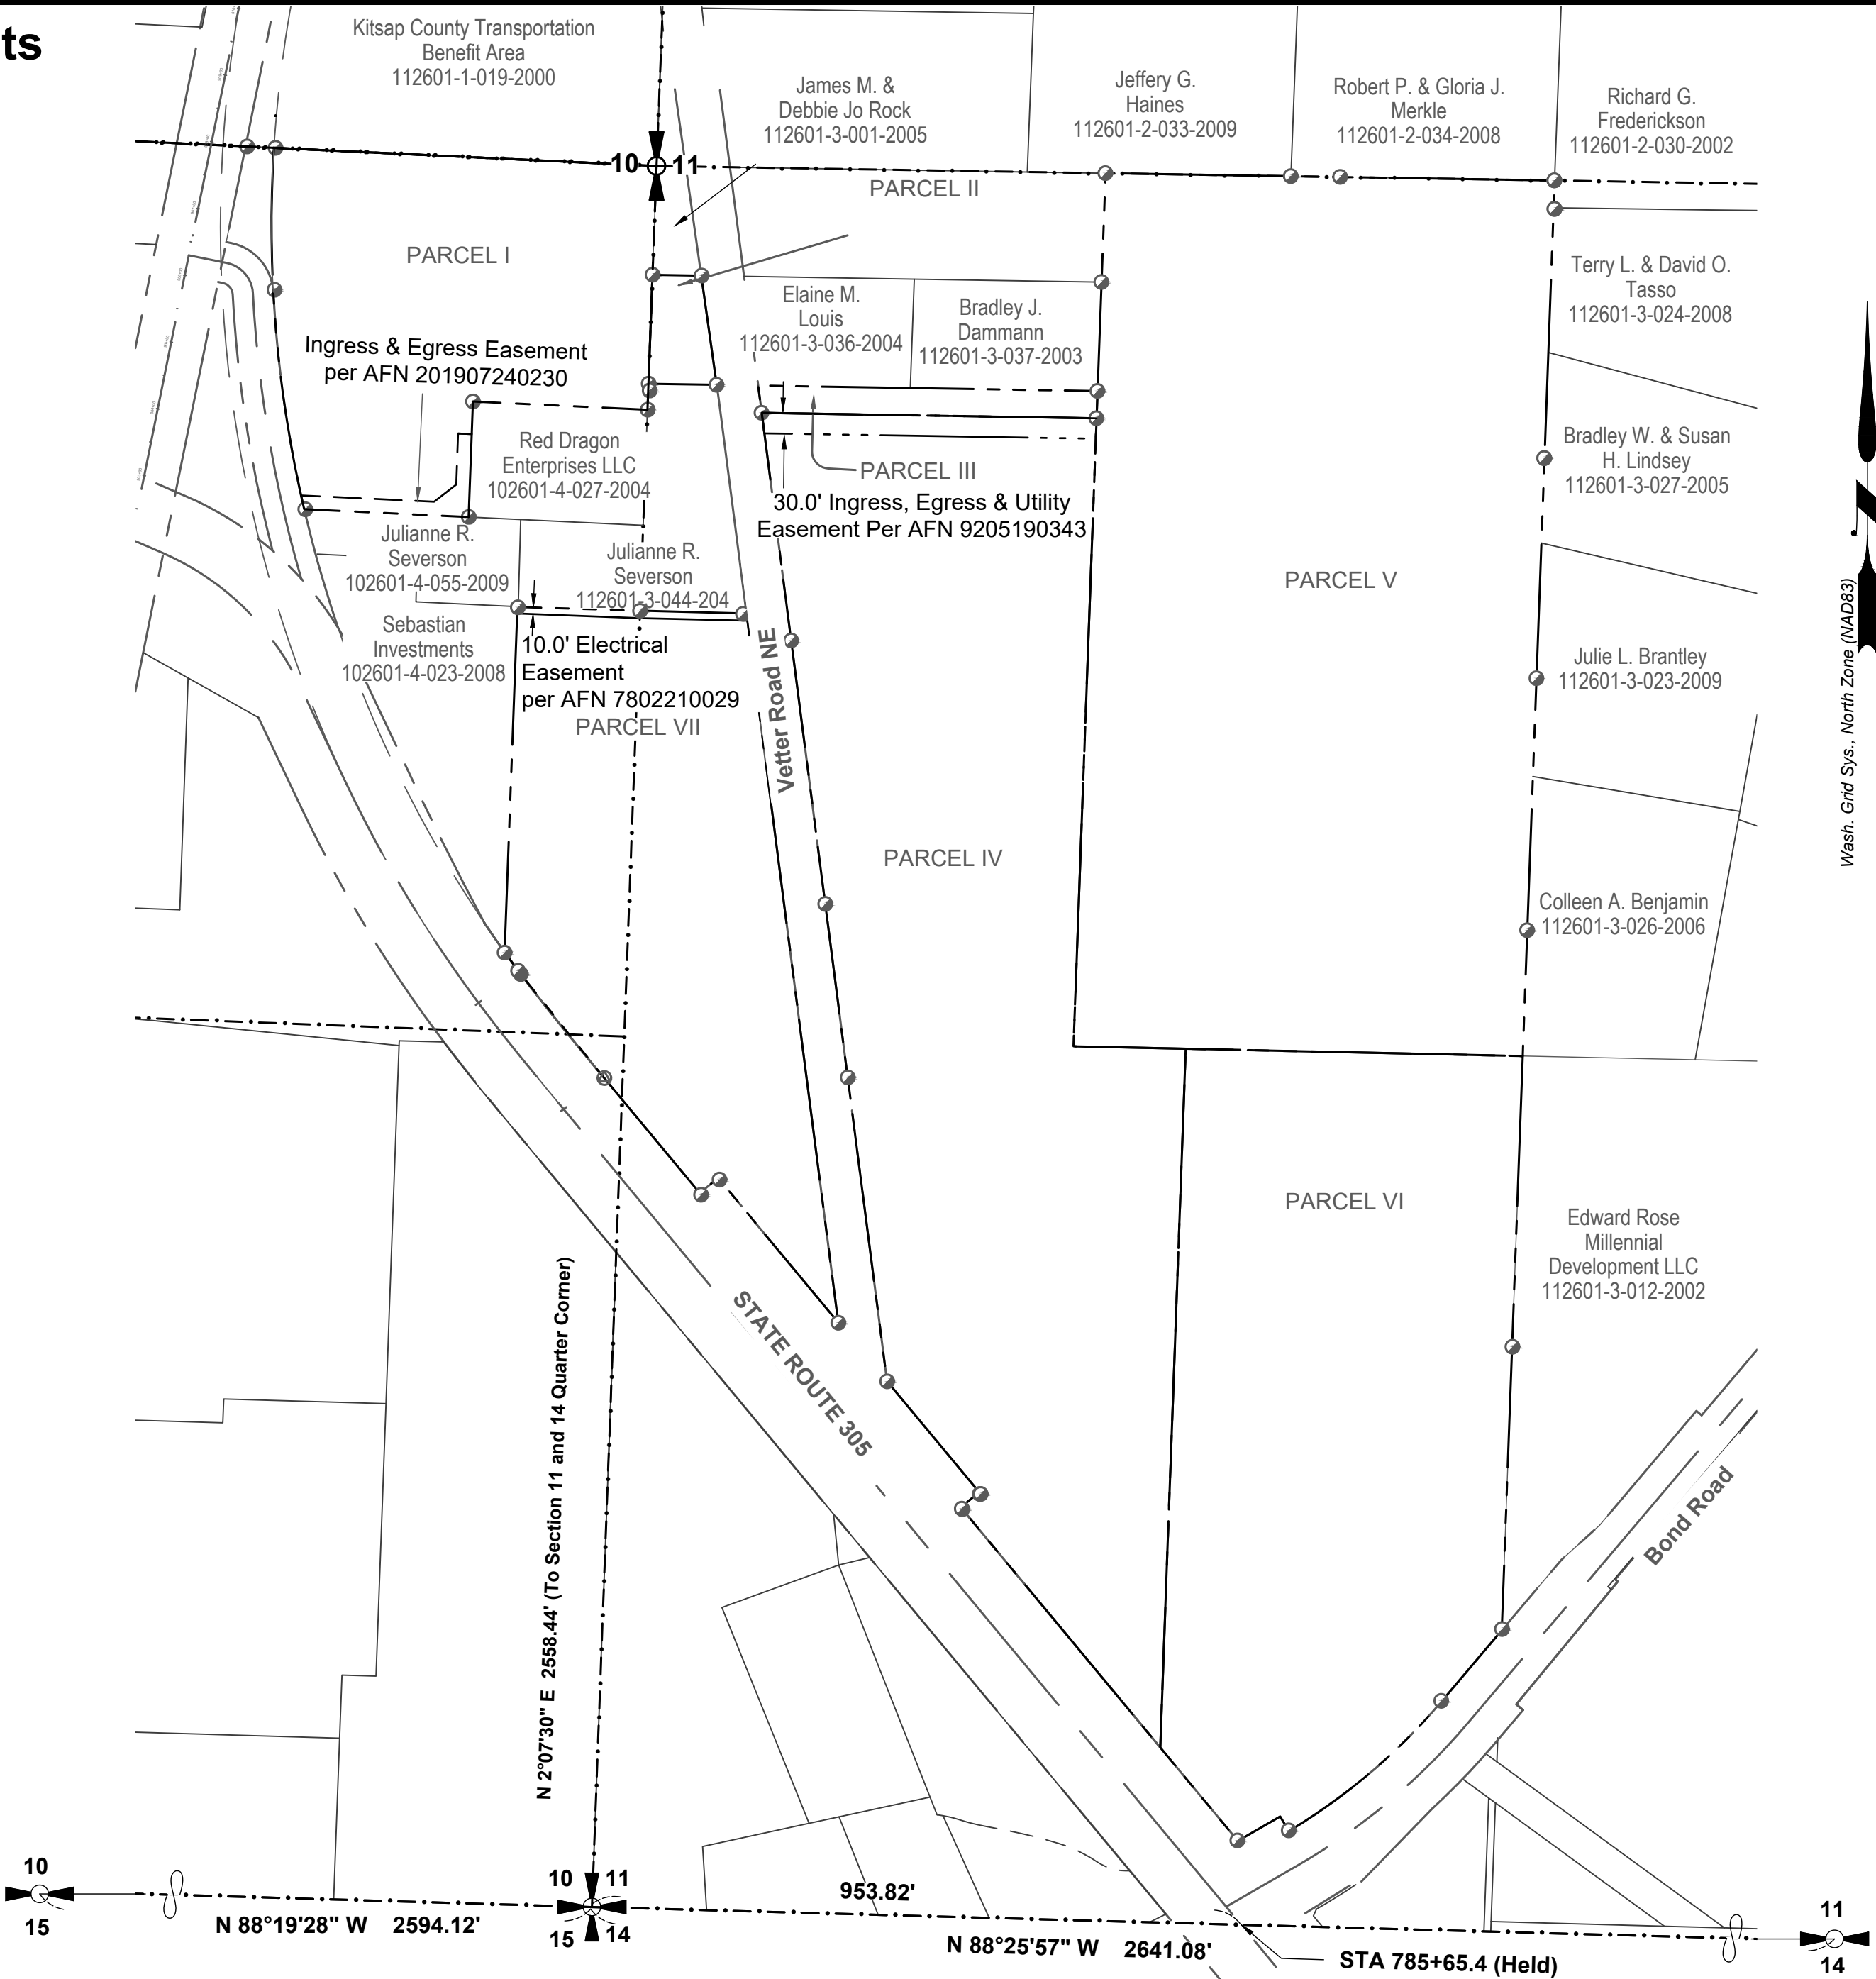 ts
Kitsap County Transportation
Benefit Area
112601-1-019-2000
James M. &
Debbie Jo Rock
112601-3-001-2005
Jeffery G.
Haines
112601-2-033-2009
Robert P. & Gloria J.
Merkle
112601-2-034-2008
Richard G.
Frederickson
112601-2-030-2002
10
11
PARCEL II
PARCEL I
Terry L. & David O.
Tasso
112601-3-024-2008
Elaine M.
Louis
112601-3-036-2004
Bradley J.
Dammann
112601-3-037-2003
Ingress & Egress Easement
per AFN 201907240230
Red Dragon
Enterprises LLC
102601-4-027-2004
PARCEL III
30.0' Ingress, Egress & Utility
Easement Per AFN 9205190343
Bradley W. & Susan
H. Lindsey
112601-3-027-2005
Julianne R.
Severson
102601-4-055-2009
Julianne R.
Severson
112601-3-044-204
PARCEL V
Sebastian
Investments
102601-4-023-2008
10.0' Electrical
Easement
per AFN 7802210029
PARCEL VII
Vetter Road NE
Julie L. Brantley
112601-3-023-2009
Wash. Grid Sys., North Zone (NAD83)
PARCEL IV
Colleen A. Benjamin
112601-3-026-2006
PARCEL VI
Edward Rose
Millennial
Development LLC
112601-3-012-2002
STATE ROUTE 305
N 2°07'30" E 2558.44' (To Section 11 and 14 Quarter Corner)
Bond Road
10
15
N 88°19'28" W 2594.12'
10
11
15
14
953.82'
N 88°25'57" W 2641.08'
STA 785+65.4 (Held)
11
14